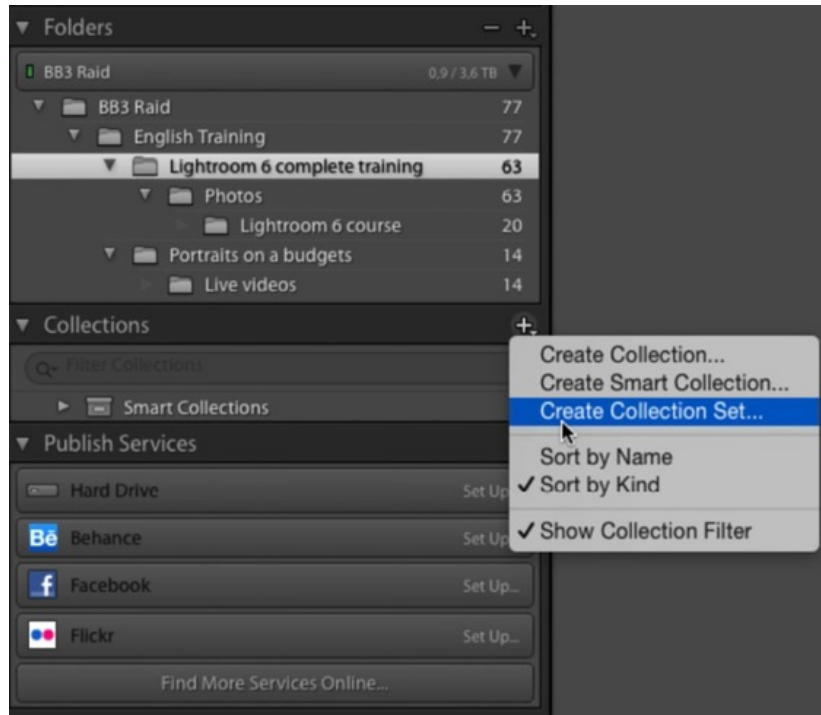 Folders
BB3 Raid 0,9 / 3,6 TB
BB3 Raid 77
English Training 77
Lightroom 6 complete training 63
Photos 63
Lightroom 6 course 20
Portraits on a budgets 14
Live videos 14
Collections
Filter Collections
Smart Collections
Create Collection...
Create Smart Collection...
Create Collection Set...
Sort by Name
✓ Sort by Kind
✓ Show Collection Filter
Publish Services
Hard Drive Set Up
Bē Behance Set Up
f Facebook Set Up...
Flickr Set Up...
Find More Services Online...